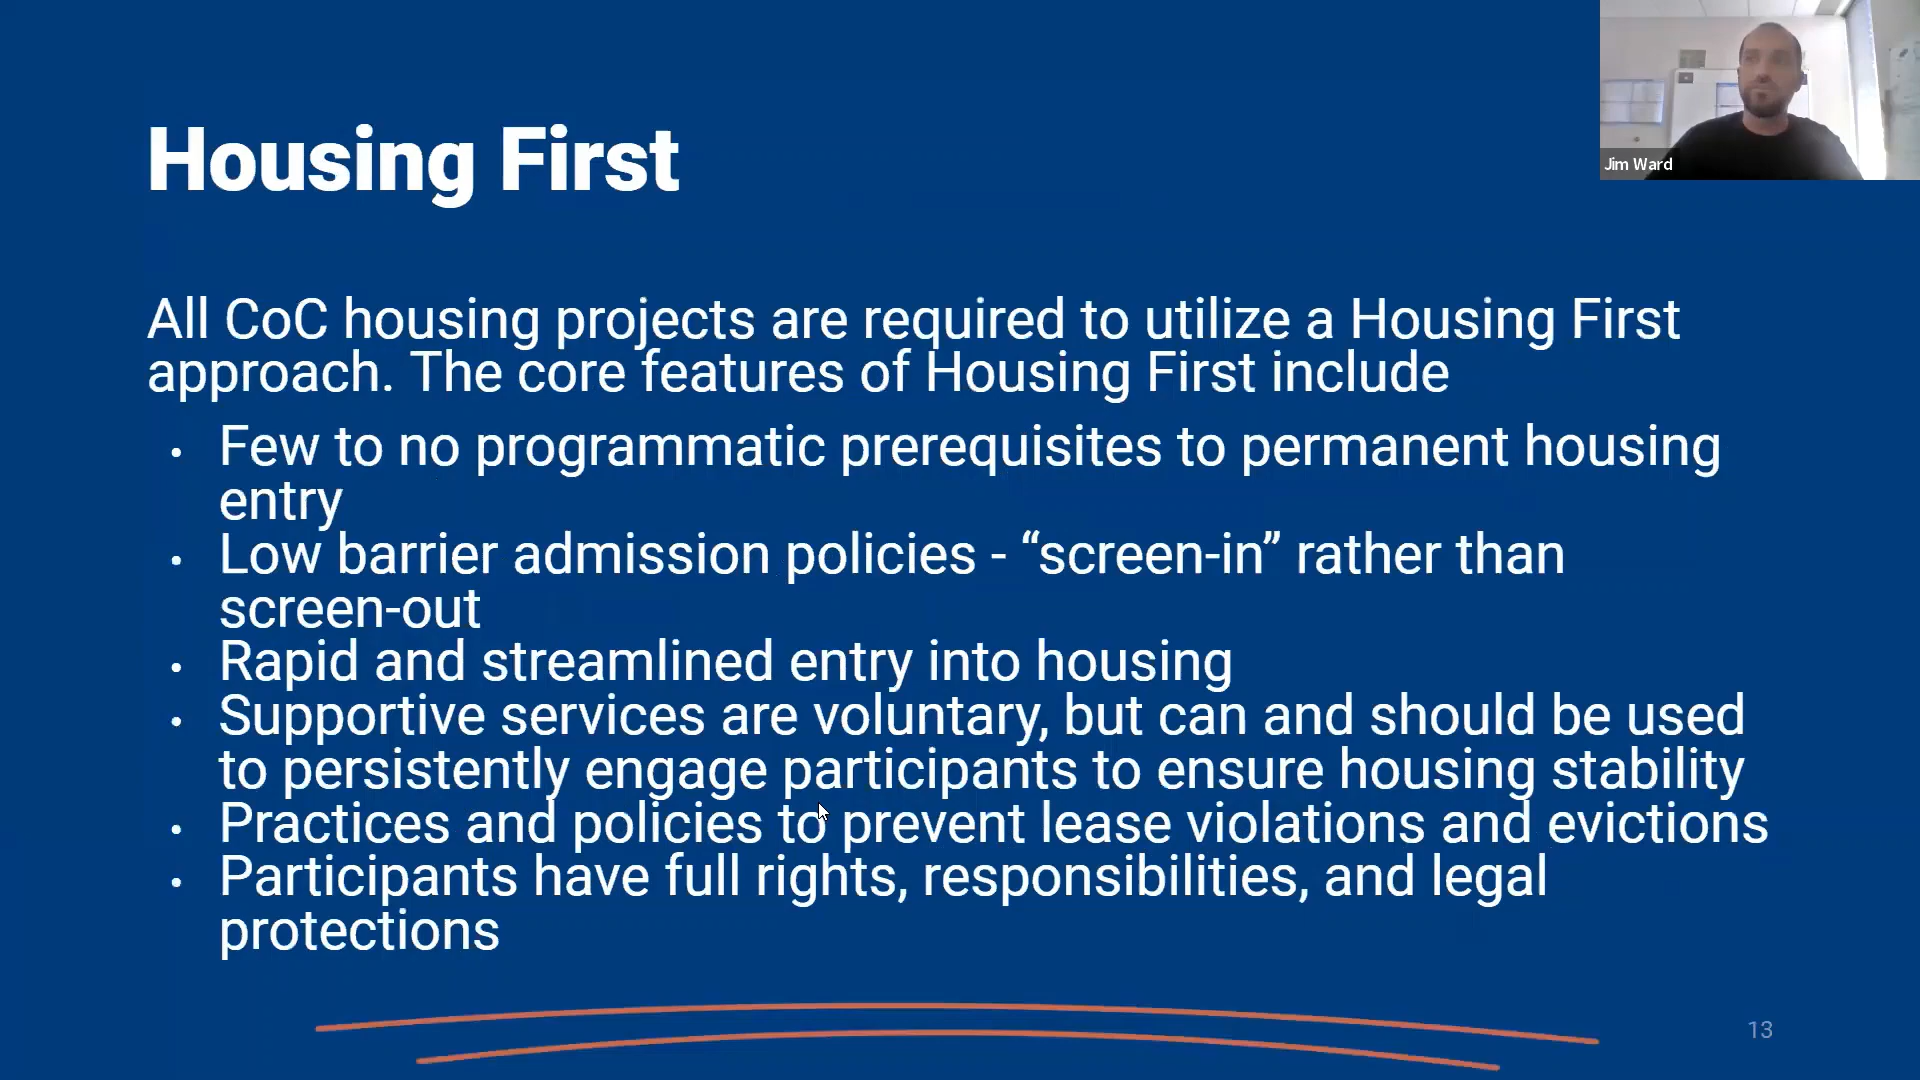 Housing First
Jim Ward
All CoC housing projects are required to utilize a Housing First
approach. The core features of Housing First include
• Few to no programmatic prerequisites to permanent housing
entry
• Low barrier admission policies - “screen-in” rather than
screen-out
• Rapid and streamlined entry into housing
• Supportive services are voluntary, but can and should be used
to persistently engage participants to ensure housing stability
• Practices and policies to prevent lease violations and evictions
• Participants have full rights, responsibilities, and legal
protections
13